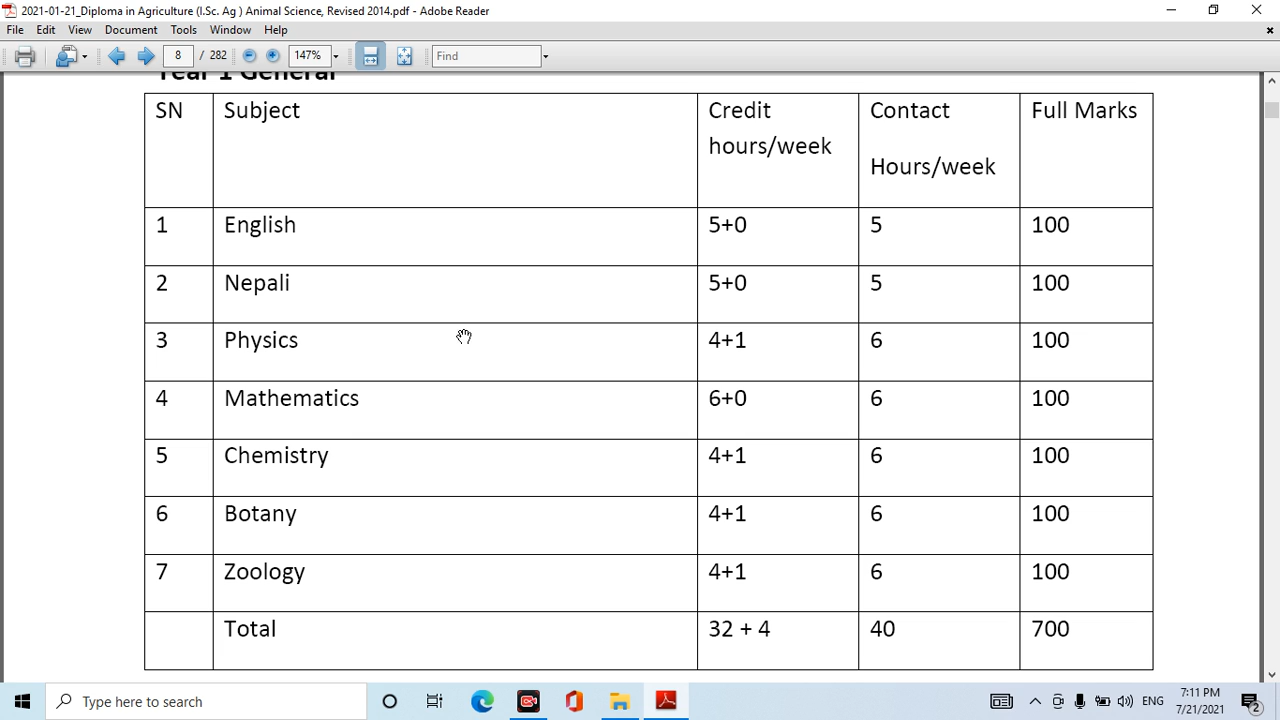 2021-01-21_Diploma in Agriculture (I.Sc. Ag ) Animal Science, Revised 2014.pdf - Adobe Reader
File Edit View Document Tools Window Help
8 / 282 147% Find
Year 1 General
SN Subject Credit hours/week Contact Hours/week Full Marks
1 English 5+0 5 100
2 Nepali 5+0 5 100
3 Physics 4+1 6 100
4 Mathematics 6+0 6 100
5 Chemistry 4+1 6 100
6 Botany 4+1 6 100
7 Zoology 4+1 6 100
Total 32 + 4 40 700
Type here to search ENG 7:11 PM
7/21/2021 2